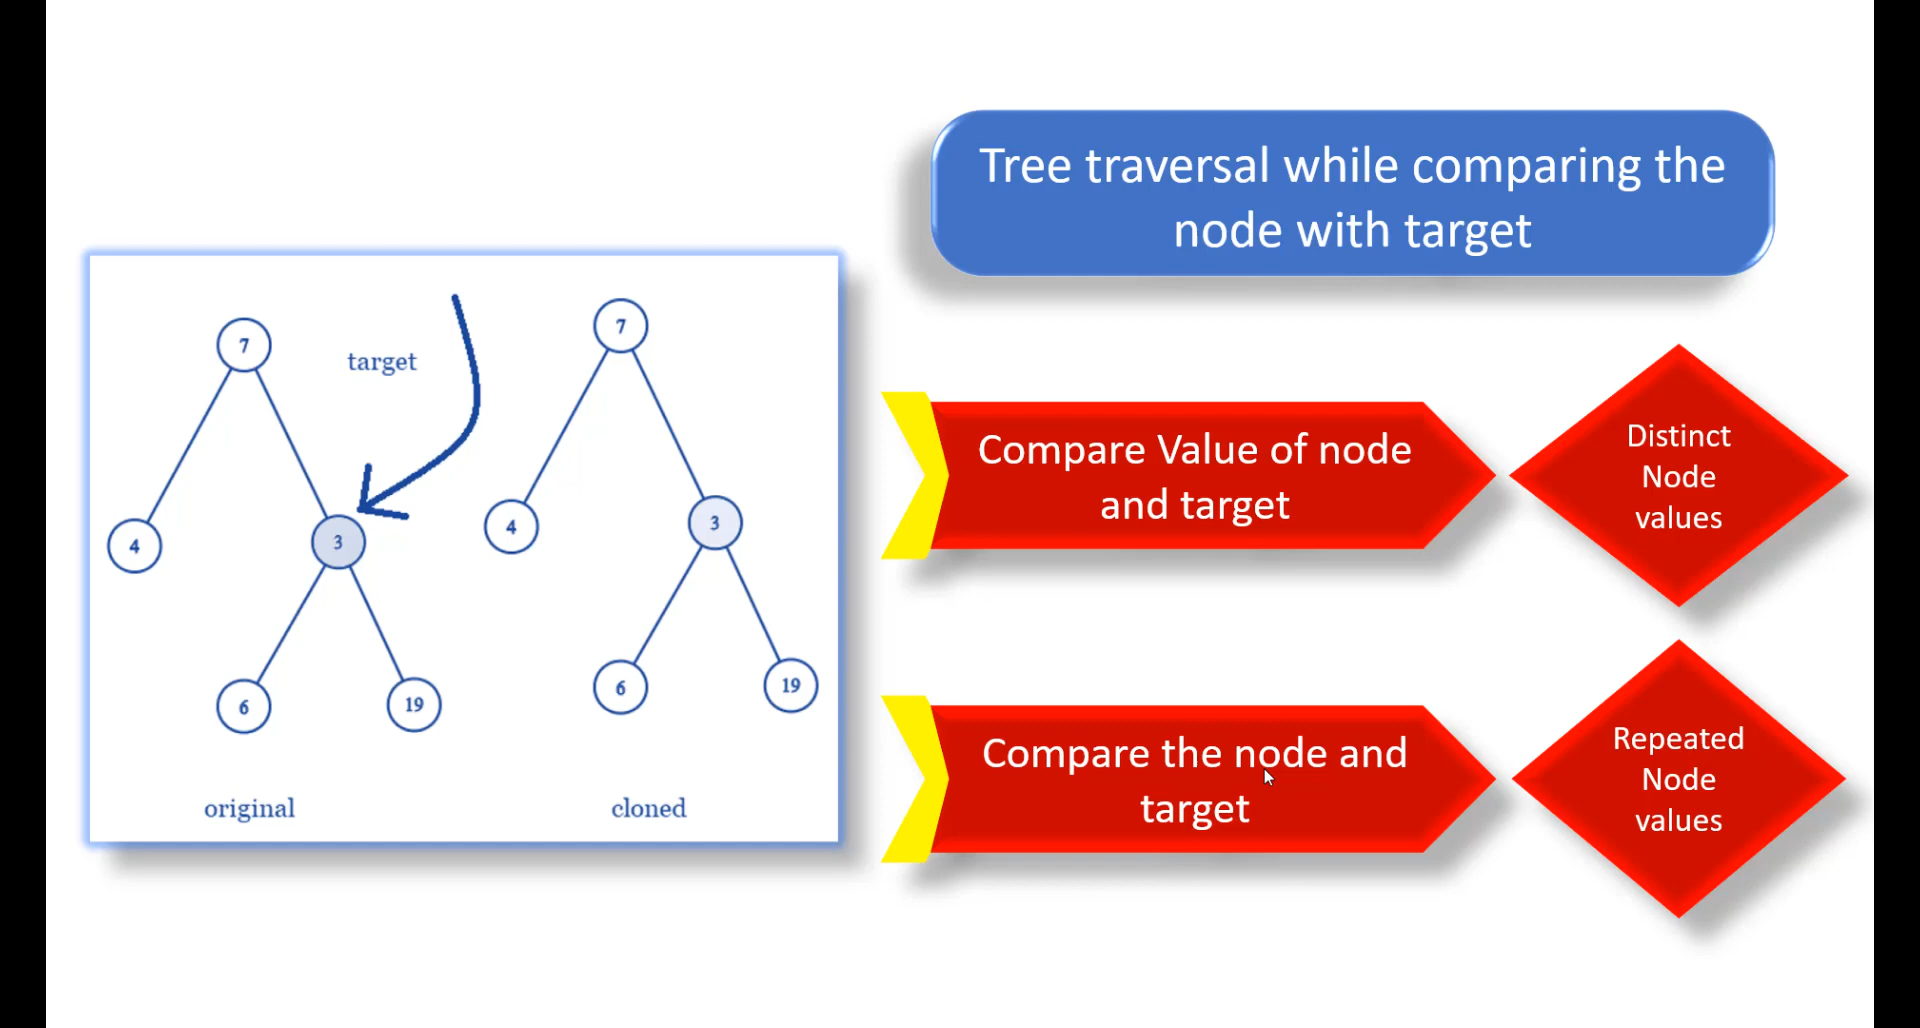 Tree traversal while comparing the
node with target
7
target
4
3
6
19
original
7
4
3
6
19
cloned
Compare Value of node
and target
Distinct
Node
values
Compare the node and
target
Repeated
Node
values